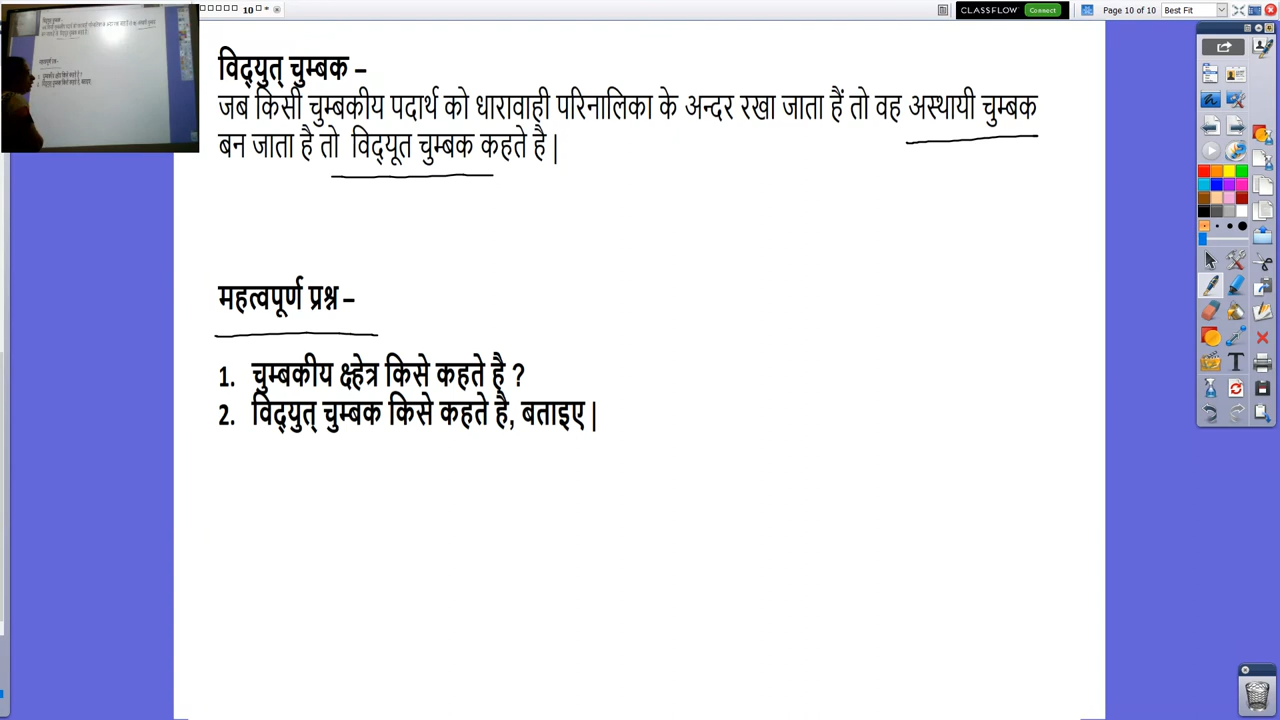 10
CLASSFLOW
Connect
Page 10 of 10
Best Fit
विद्युत् चुम्बक –
जब किसी चुम्बकीय पदार्थ को धारावाही परिनालिका के अन्दर रखा जाता हैं तो वह अस्थायी चुम्बक
बन जाता है तो विद्यूत चुम्बक कहते है |
महत्वपूर्ण प्रश्न –
1. चुम्बकीय क्ष्हेत्र किसे कहते है ?
2. विद्युत् चुम्बक किसे कहते है, बताइए |